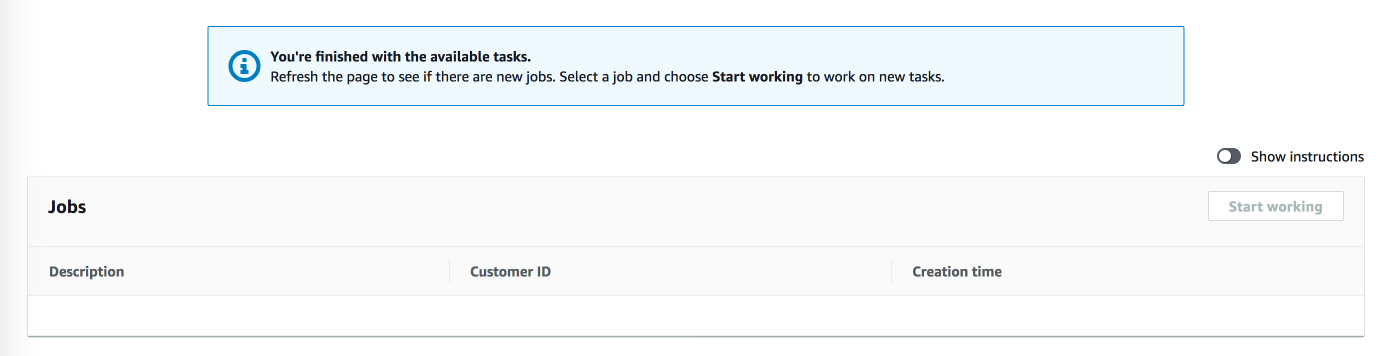 You're finished with the available tasks.
Refresh the page to see if there are new jobs. Select a job and choose Start working to work on new tasks.
Show instructions
Jobs
Start working
Description
Customer ID
Creation time